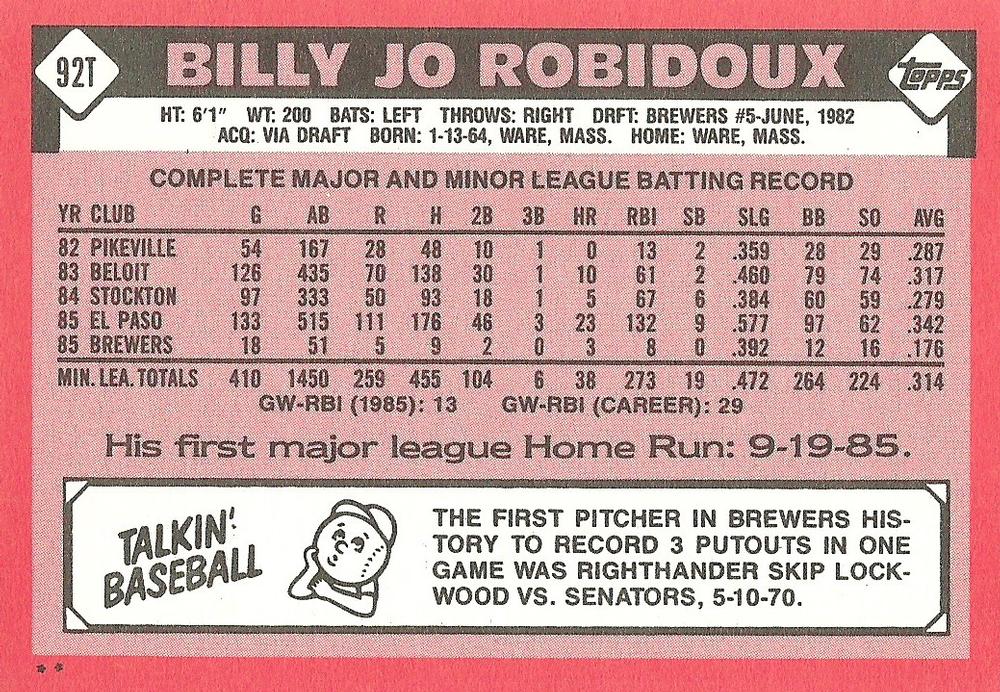 92T
BILLY JO ROBIDOUX
topps
HT: 6'1" WT: 200 BATS: LEFT THROWS: RIGHT DRFT: BREWERS #5-JUNE, 1982
ACQ: VIA DRAFT BORN: 1-13-64, WARE, MASS. HOME: WARE, MASS.
COMPLETE MAJOR AND MINOR LEAGUE BATTING RECORD
YR CLUB G AB R H 2B 3B HR RBI SB SLG BB SO AVG
82 PIKEVILLE 54 167 28 48 10 1 0 13 2 .359 28 29 .287
83 BELOIT 126 435 70 138 30 1 10 61 2 .460 79 74 .317
84 STOCKTON 97 333 50 93 18 1 5 67 6 .384 60 59 .279
85 EL PASO 133 515 111 176 46 3 23 132 9 .577 97 62 .342
85 BREWERS 18 51 5 9 2 0 3 8 0 .392 12 16 .176
MIN. LEA. TOTALS 410 1450 259 455 104 6 38 273 19 .472 264 224 .314
GW-RBI (1985): 13 GW-RBI (CAREER): 29
His first major league Home Run: 9-19-85.
TALKIN'
BASEBALL
THE FIRST PITCHER IN BREWERS HIS-
TORY TO RECORD 3 PUTOUTS IN ONE
GAME WAS RIGHTHANDER SKIP LOCK-
WOOD VS. SENATORS, 5-10-70.
* *